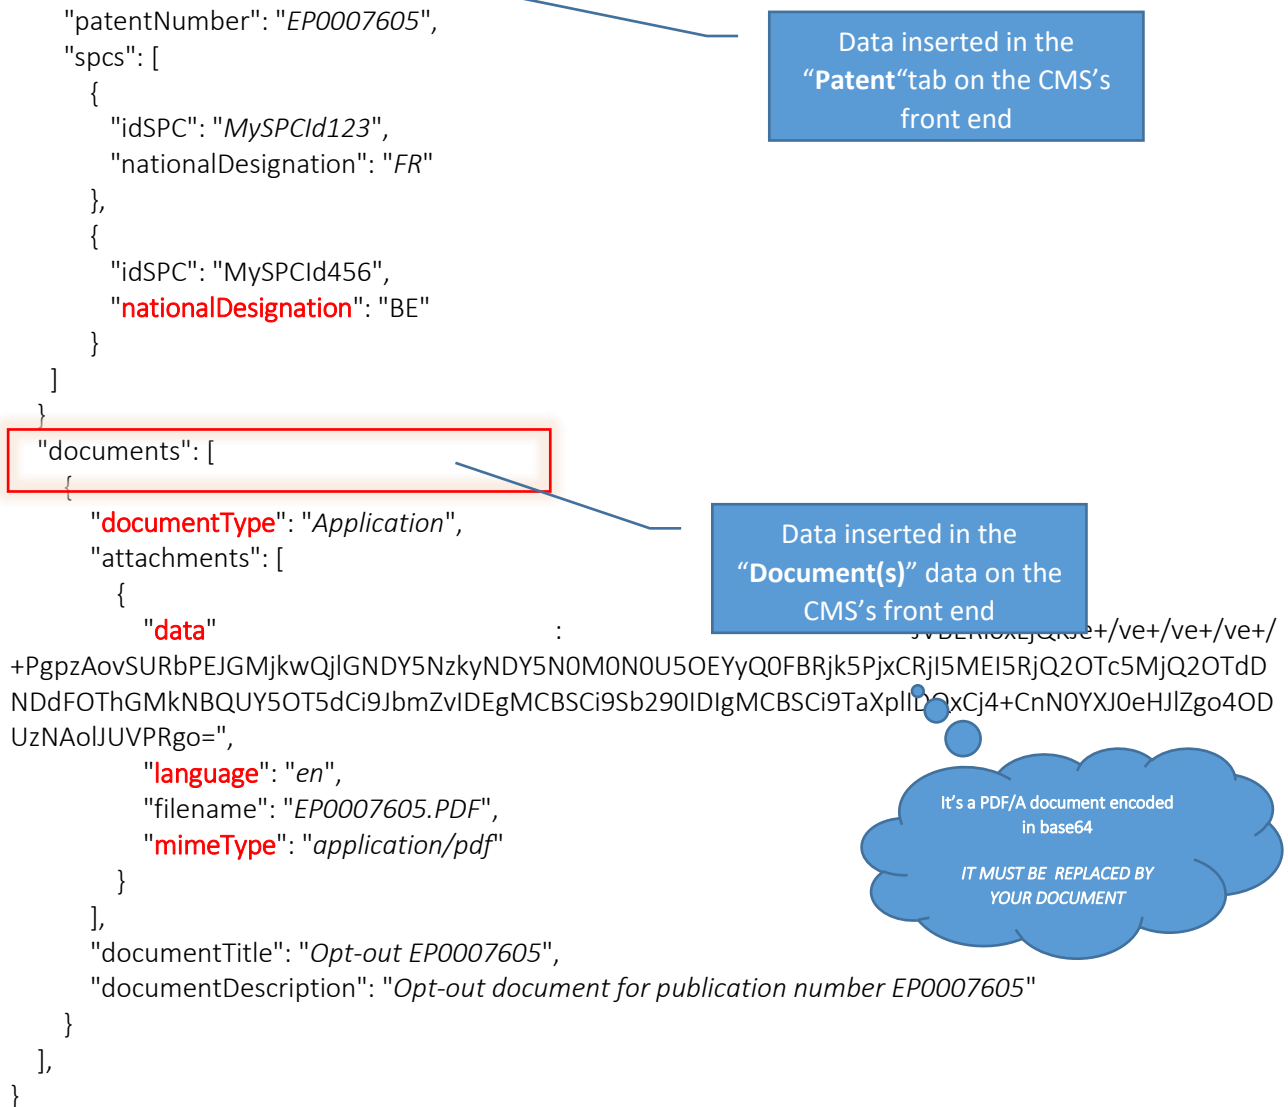 "patentNumber": "EP0007605",
"spcs": [
{
"idSPC": "MySPCId123",
"nationalDesignation": "FR"
},
{
"idSPC": "MySPCId456",
"nationalDesignation": "BE"
}
]
}
Data inserted in the
“Patent“tab on the CMS’s
front end
"documents": [
{
"documentType": "Application",
"attachments": [
{
Data inserted in the
“Document(s)” data on the
CMS’s front end
"data" :
+PgpzAovSURbPEJGMjkwQjlGNDY5NzkyNDY5N0M0N0U5OEYyQ0FBRjk5PjxCRjI5MEI5RjQ2OTc5MjQ2OTdD
UzNAolJUVPRgo=",
"language": "en",
"filename": "EP0007605.PDF",
"mimeType": "application/pdf"
}
],
It’s a PDF/A document encoded
in base64
IT MUST BE REPLACED BY
YOUR DOCUMENT
"documentTitle": "Opt-out EP0007605",
"documentDescription": "Opt-out document for publication number EP0007605"
}
],
}